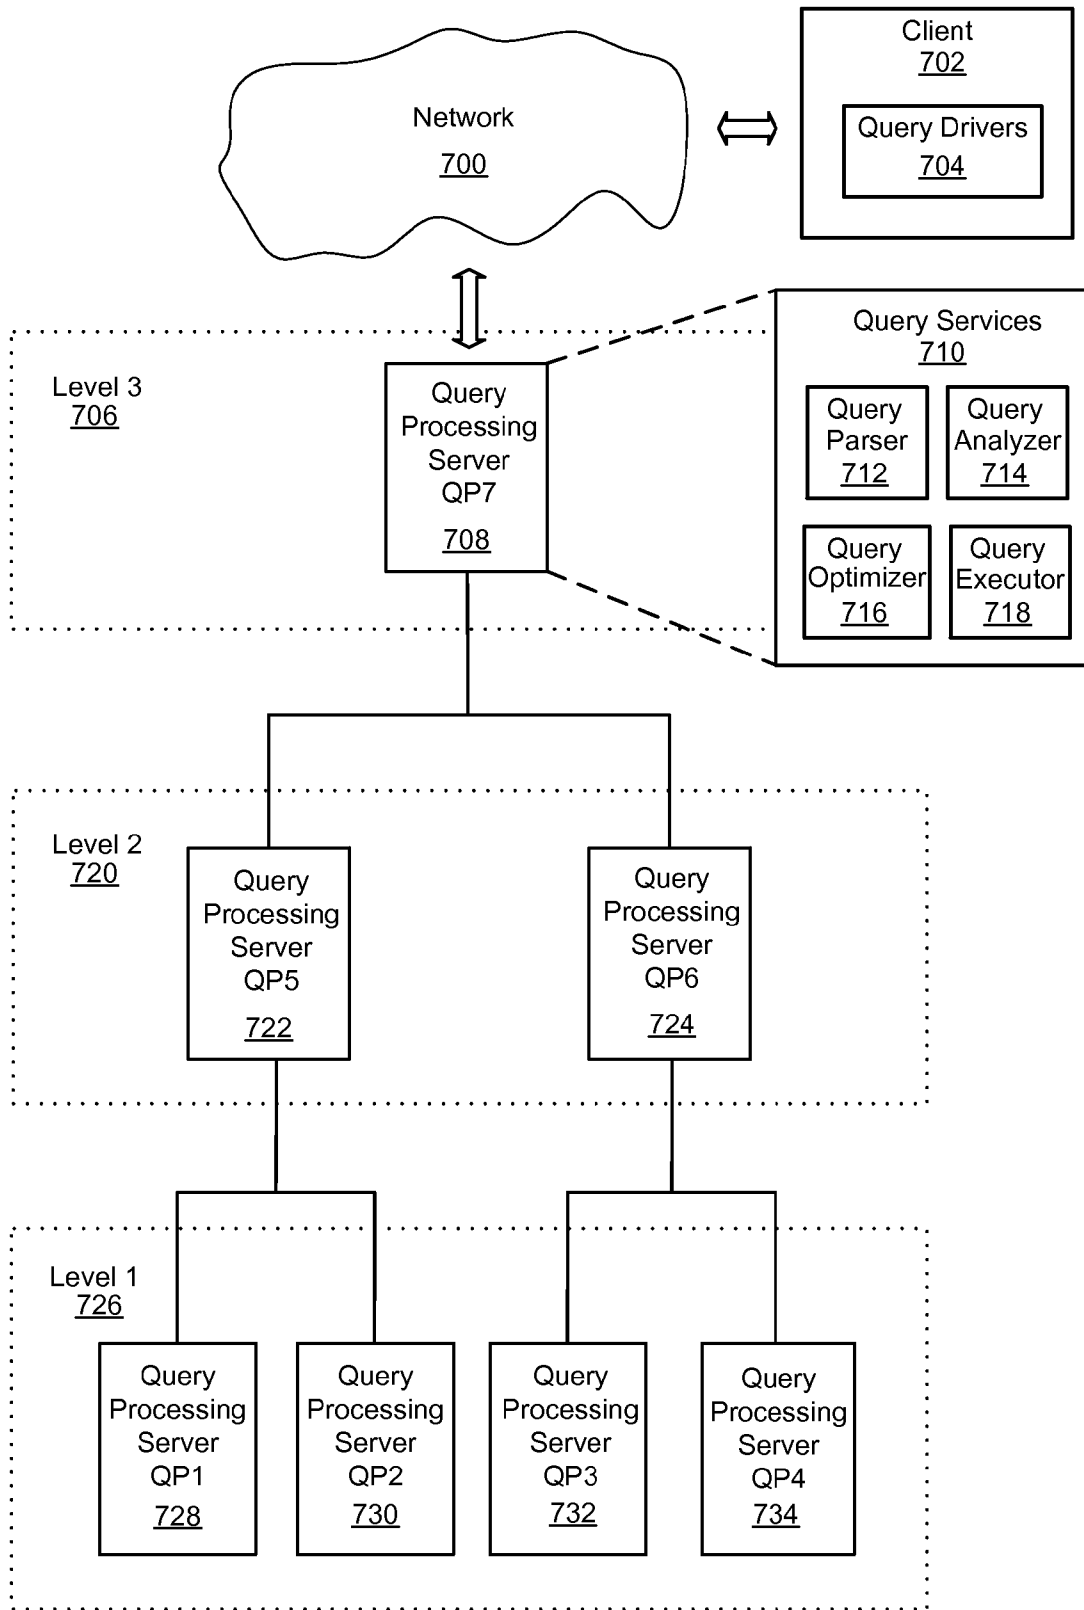 Client
702
Query Drivers
704
Network
700
Query Services
710
Query
Parser
712
Query
Analyzer
714
Query
Optimizer
716
Query
Executor
718
Level 3
706
Query
Processing
Server
QP7
708
Level 2
720
Query
Processing
Server
QP5
722
Query
Processing
Server
QP6
724
Level 1
726
Query
Processing
Server
QP1
728
Query
Processing
Server
QP2
730
Query
Processing
Server
QP3
732
Query
Processing
Server
QP4
734